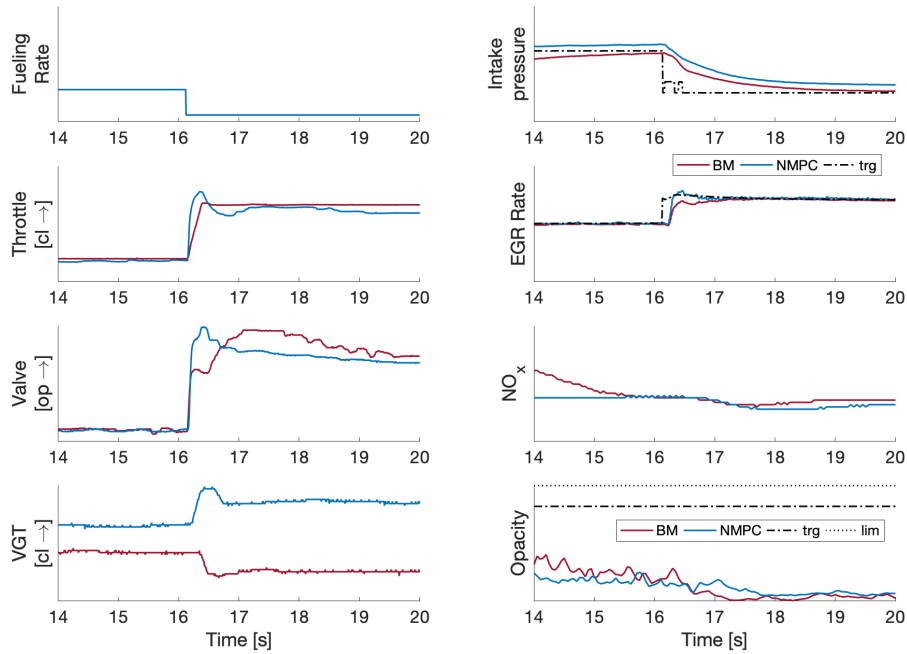 Fueling
Rate
14 15 16 17 18 19 20
Throttle
[cl →]
14 15 16 17 18 19 20
Valve
[op →]
14 15 16 17 18 19 20
VGT
[cl →]
14 15 16 17 18 19 20
Time [s]
Intake
pressure
14 15 16 17 18 19 20
BM NMPC trg
EGR Rate
14 15 16 17 18 19 20
NOx
14 15 16 17 18 19 20
Opacity
BM NMPC trg lim
14 15 16 17 18 19 20
Time [s]